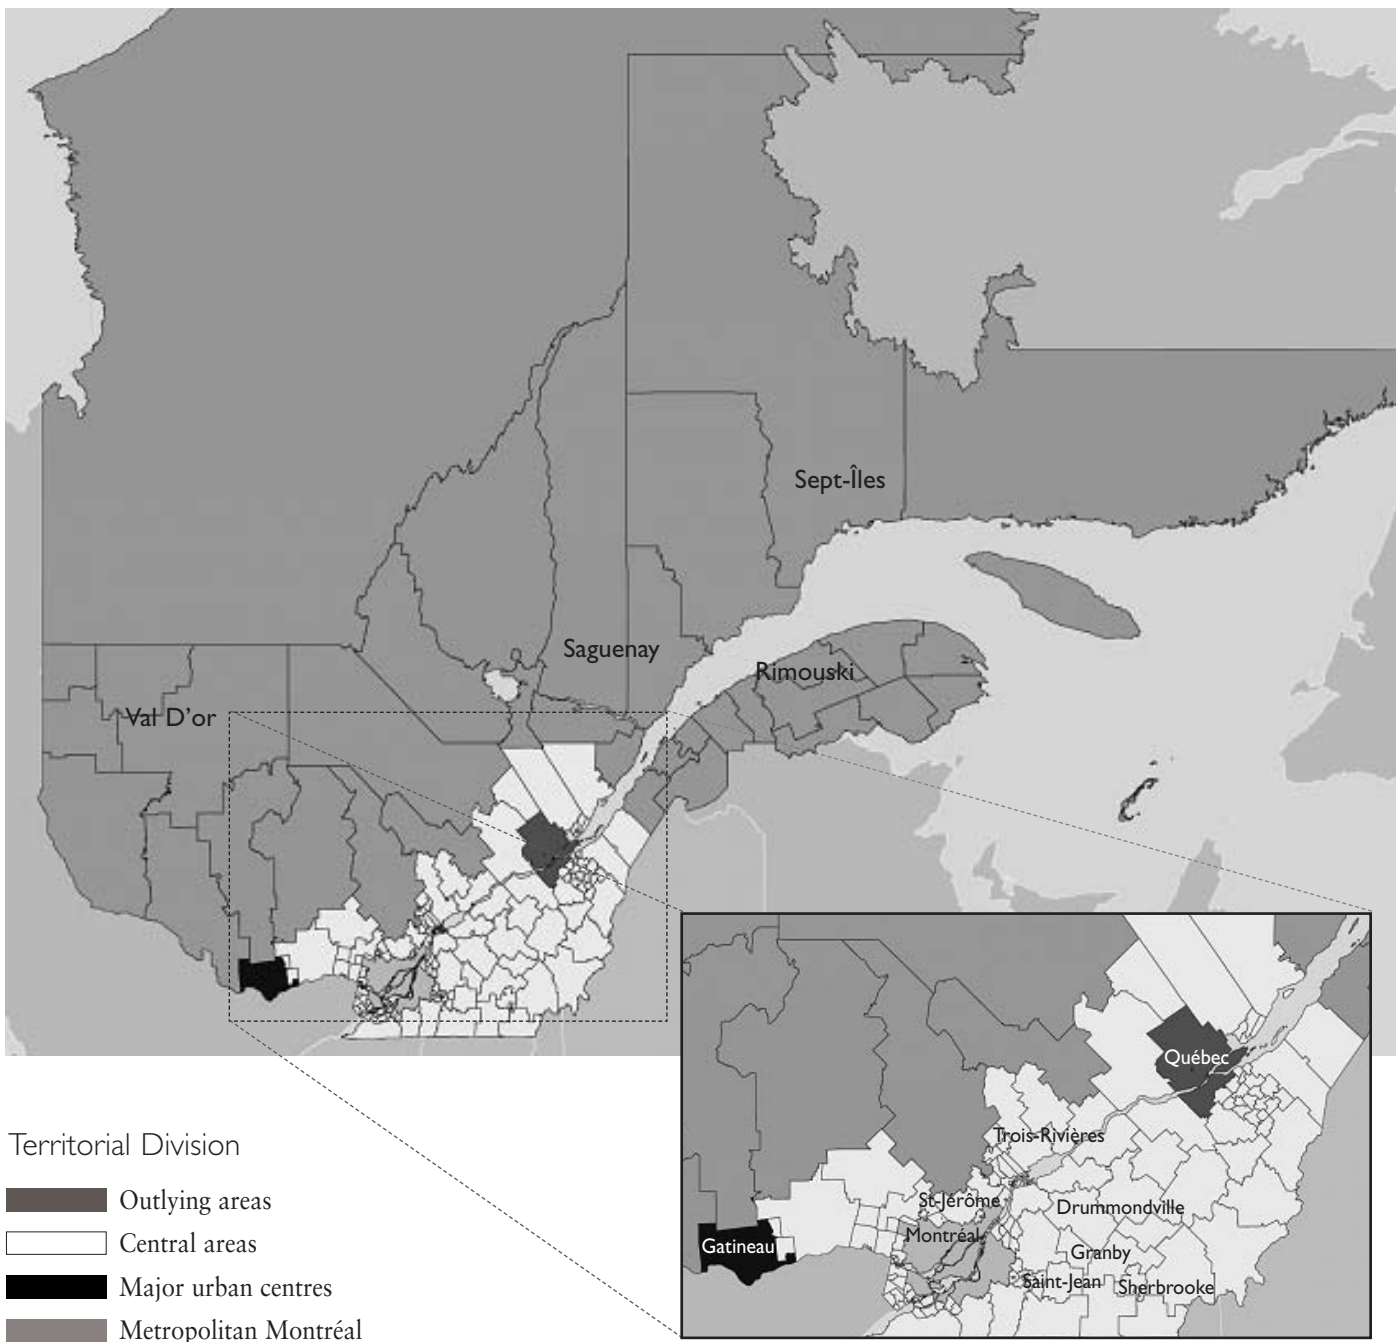 Sept-Îles
Saguenay
Rimouski
Val D'or
Québec
Trois-Rivières
St-Jérôme
Drummondville
Montréal
Gatineau
Granby
Saint-Jean
Sherbrooke
Territorial Division
Outlying areas
Central areas
Major urban centres
Metropolitan Montréal